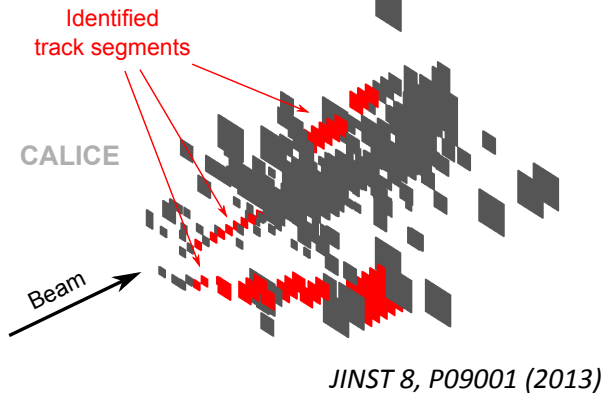 Identified
track segments
CALICE
Beam
JINST 8, P09001 (2013)